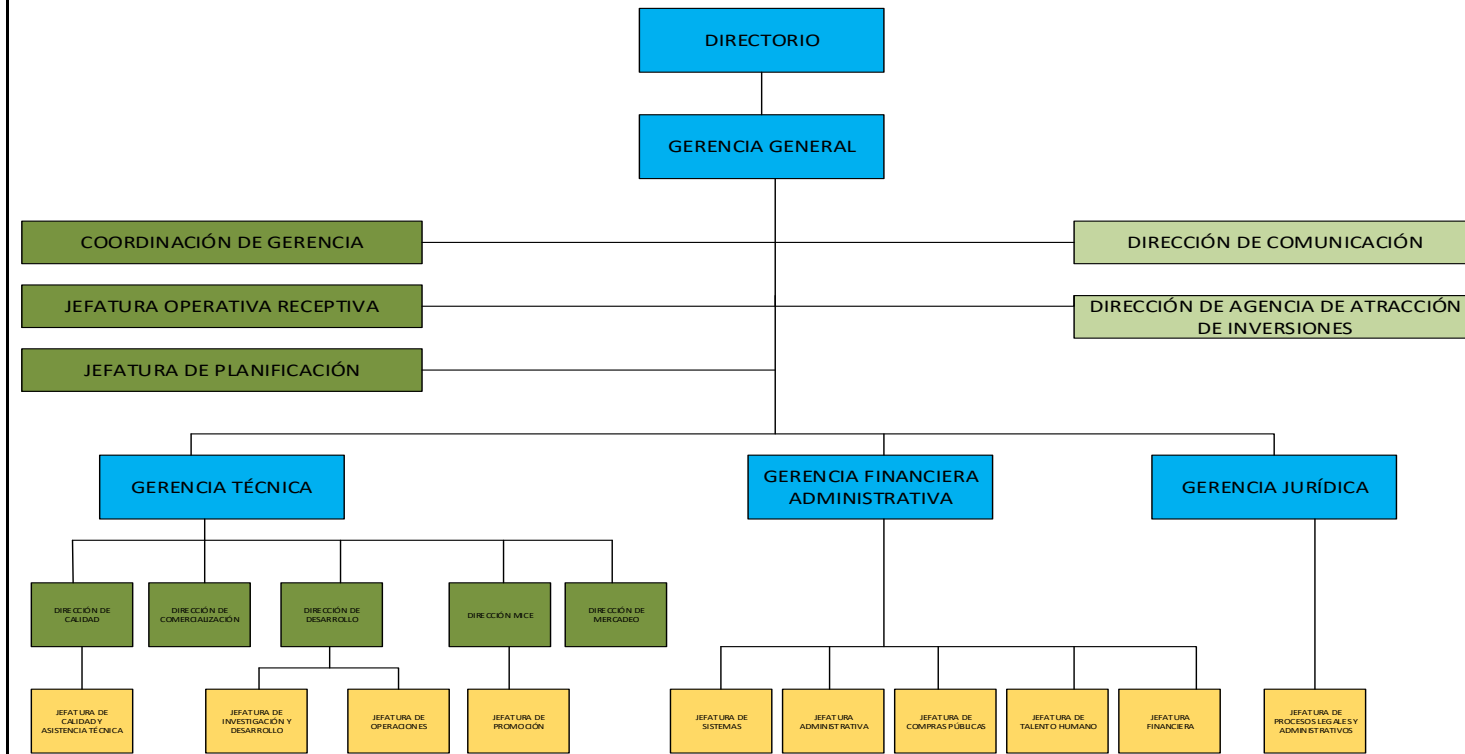 DIRECTORIO
GERENCIA GENERAL
COORDINACIÓN DE GERENCIA
DIRECCIÓN DE COMUNICACIÓN
JEFATURA OPERATIVA RECEPTIVA
DIRECCIÓN DE AGENCIA DE ATRACCIÓN
DE INVERSIONES
JEFATURA DE PLANIFICACIÓN
GERENCIA TÉCNICA
GERENCIA FINANCIERA
ADMINISTRATIVA
GERENCIA JURÍDICA
DIRECCIÓN DE
CALIDAD
DIRECCIÓN DE
COMERCIALIZACIÓN
DIRECCIÓN DE
DESARROLLO
DIRECCIÓN MICE
DIRECCIÓN DE
MERCADEO
JEFATURA DE
CALIDAD Y
ASISTENCIA TÉCNICA
JEFATURA DE
INVESTIGACIÓN Y
DESARROLLO
JEFATURA DE
OPERACIONES
JEFATURA DE
PROMOCIÓN
JEFATURA DE
SISTEMAS
JEFATURA
ADMINISTRATIVA
JEFATURA DE
COMPRAS PÚBLICAS
JEFATURA DE
TALENTO HUMANO
JEFATURA
FINANCIERA
JEFATURA DE
PROCESOS LEGALES Y
ADMINISTRATIVOS